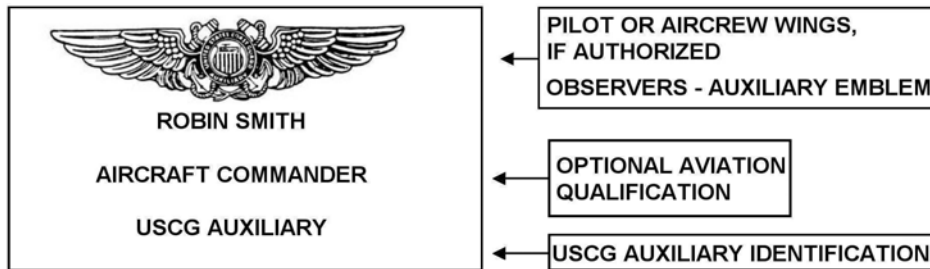 PILOT OR AIRCREW WINGS,
IF AUTHORIZED
OBSERVERS - AUXILIARY EMBLEM
ROBIN SMITH
AIRCRAFT COMMANDER
OPTIONAL AVIATION
QUALIFICATION
USCG AUXILIARY
USCG AUXILIARY IDENTIFICATION